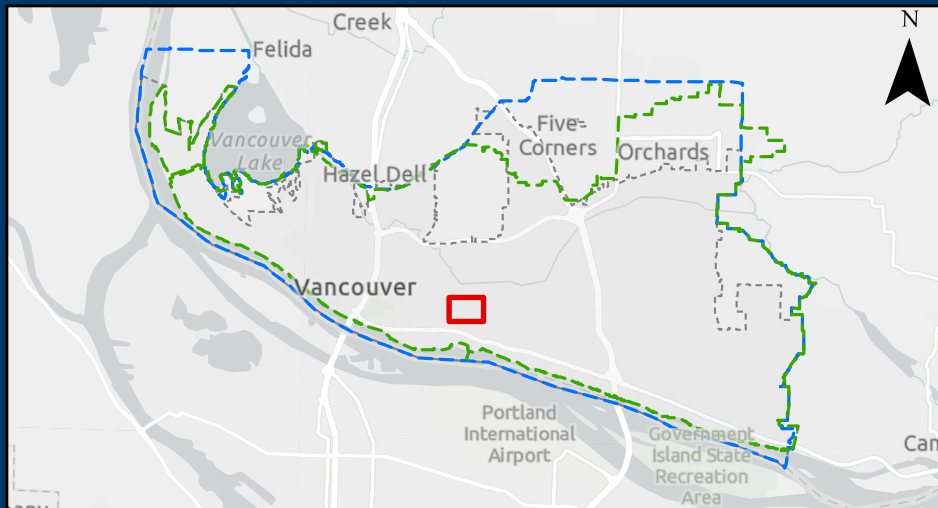 N
Creek
Felida
Vancouver
Lake
Five-
Corners
Orchards
Hazel Dell
Vancouver
Portland
International
Airport
Government
Island State
Recreation
Area
Cam